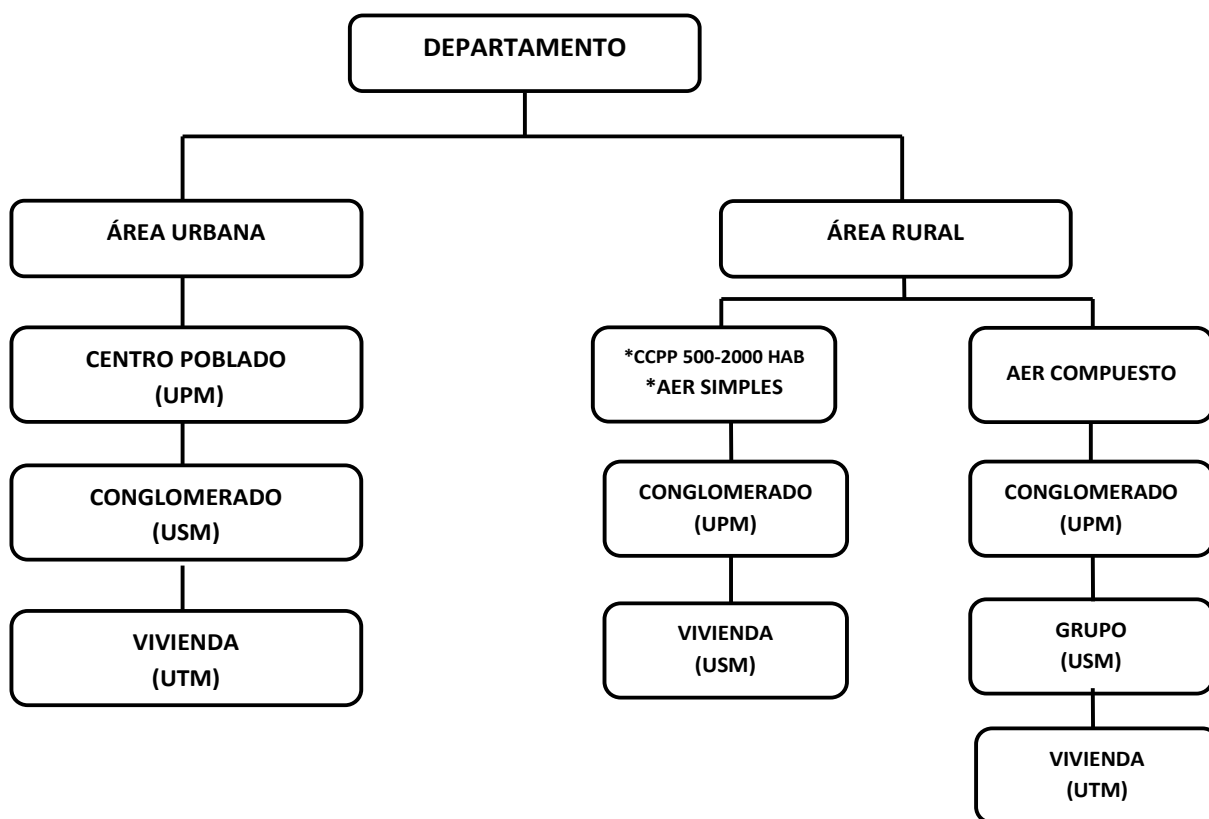 DEPARTAMENTO
ÁREA URBANA
CENTRO POBLADO
(UPM)
CONGLOMERADO
(USM)
VIVIENDA
(UTM)
ÁREA RURAL
*CCPP 500-2000 HAB
*AER SIMPLES
CONGLOMERADO
(UPM)
VIVIENDA
(USM)
AER COMPUESTO
CONGLOMERADO
(UPM)
GRUPO
(USM)
VIVIENDA
(UTM)